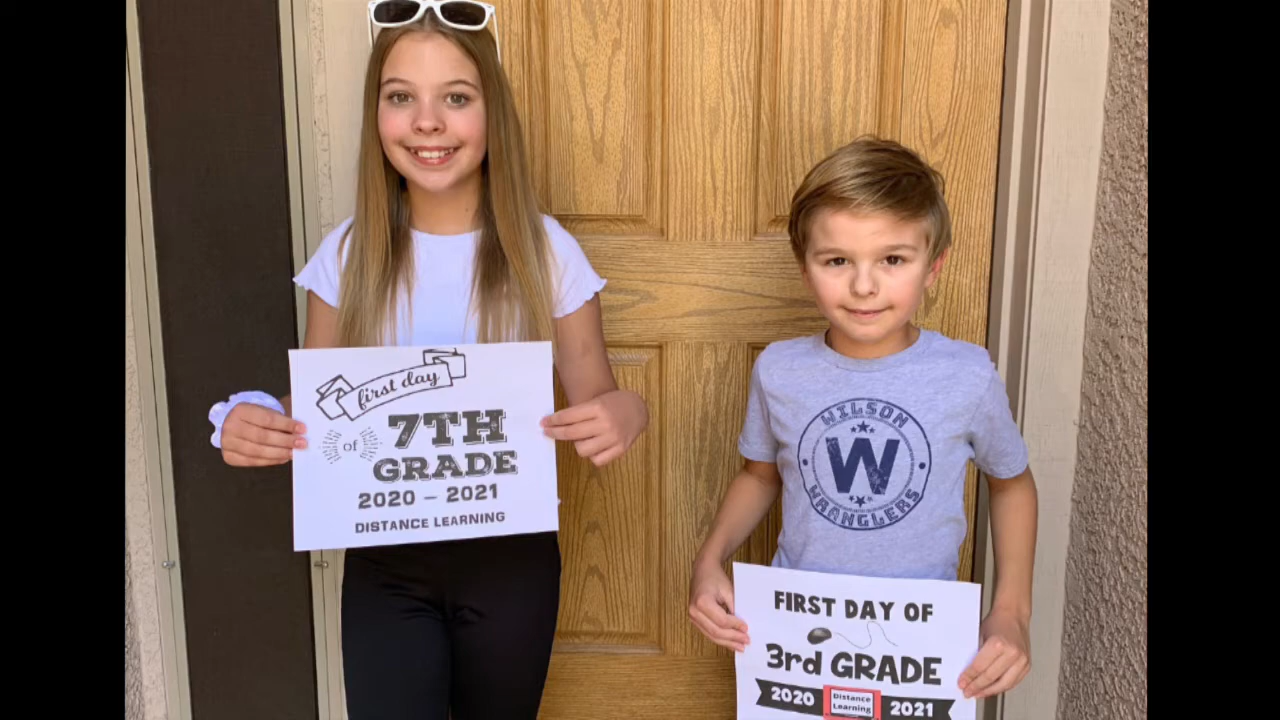 first day
of
7TH
GRADE
2020 – 2021
DISTANCE LEARNING
WILSON
W
WRANGLERS
FIRST DAY OF
3rd GRADE
2020 Distance Learning 2021